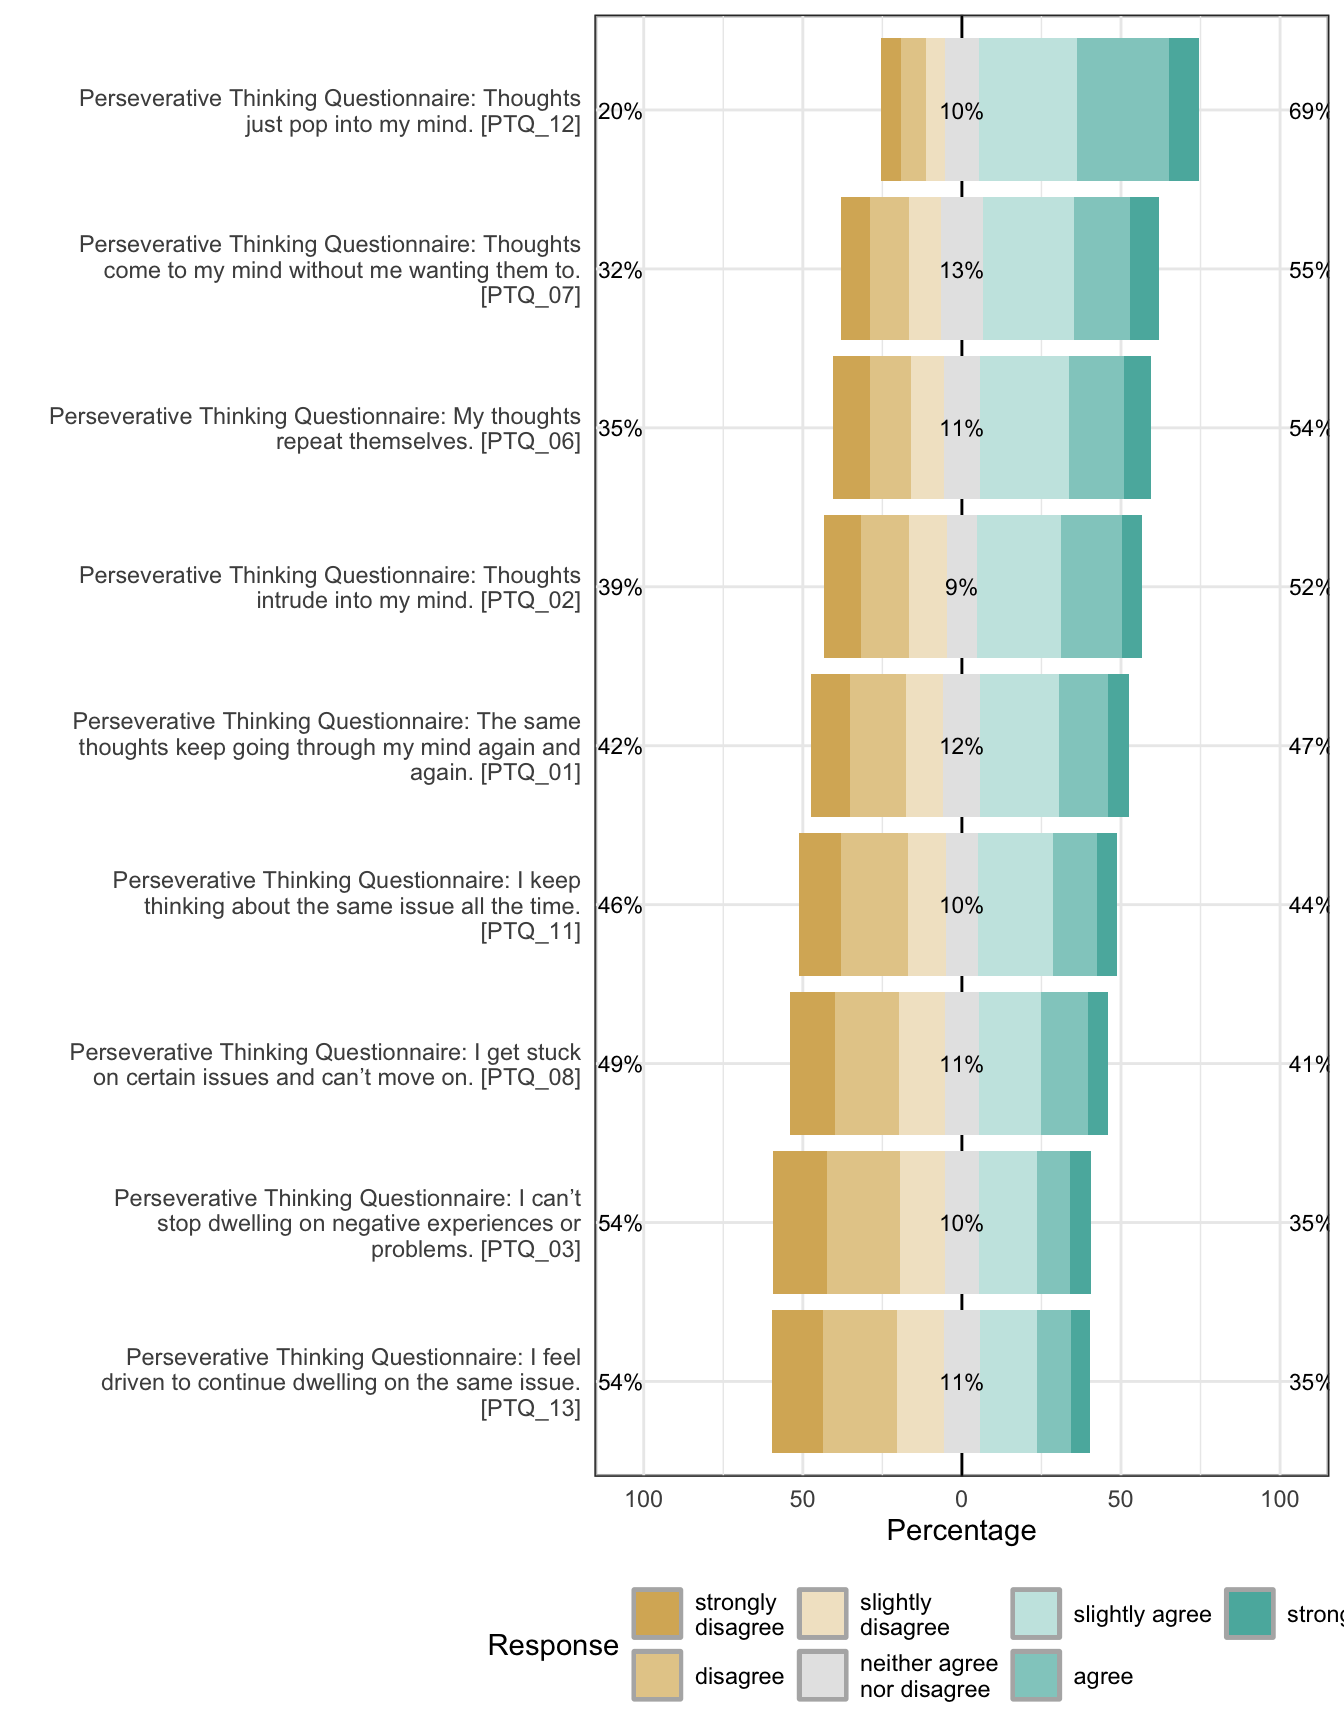 Perseverative Thinking Questionnaire: Thoughts
just pop into my mind. [PTQ_12]
20%
10%
69%
Perseverative Thinking Questionnaire: Thoughts
come to my mind without me wanting them to.
[PTQ_07]
32%
13%
55%
Perseverative Thinking Questionnaire: My thoughts
repeat themselves. [PTQ_06]
35%
11%
54%
Perseverative Thinking Questionnaire: Thoughts
intrude into my mind. [PTQ_02]
39%
9%
52%
Perseverative Thinking Questionnaire: The same
thoughts keep going through my mind again and
again. [PTQ_01]
42%
12%
47%
Perseverative Thinking Questionnaire: I keep
thinking about the same issue all the time.
[PTQ_11]
46%
10%
44%
Perseverative Thinking Questionnaire: I get stuck
on certain issues and can’t move on. [PTQ_08]
49%
11%
41%
Perseverative Thinking Questionnaire: I can’t
stop dwelling on negative experiences or
problems. [PTQ_03]
54%
10%
35%
Perseverative Thinking Questionnaire: I feel
driven to continue dwelling on the same issue.
[PTQ_13]
54%
11%
35%
100 50 0 50 100
Percentage
Response
strongly
disagree
disagree
slightly
disagree
neither agree
nor disagree
slightly agree
agree